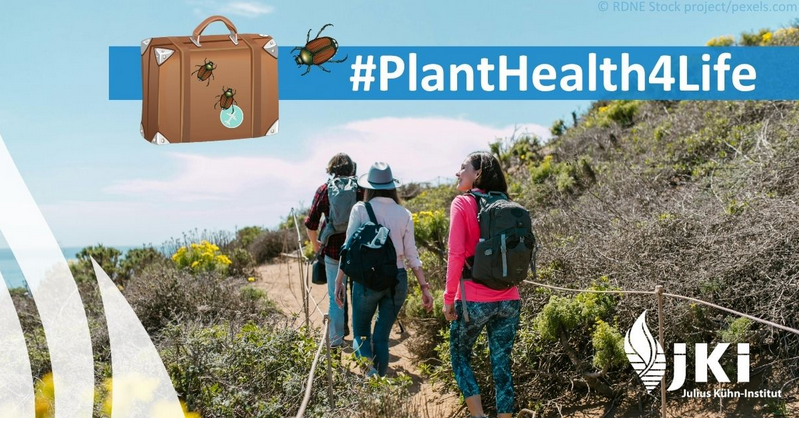 © RDNE Stock project/pexels.com
#PlantHealth4Life
JKI
Julius Kühn-Institut